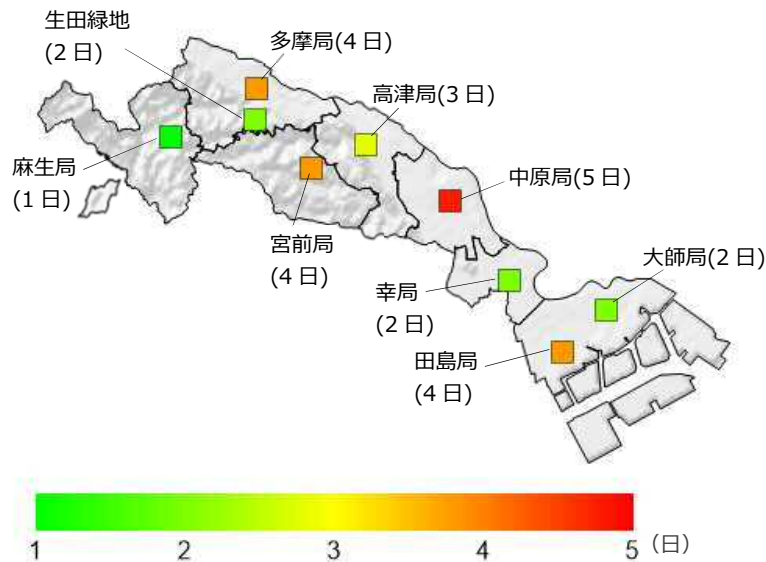 生田緑地
(2 日)
多摩局(4 日)
高津局(3 日)
麻生局
(1 日)
中原局(5 日)
宮前局
(4 日)
大師局(2 日)
幸局
(2 日)
田島局
(4 日)
1 2 3 4 5 (日)